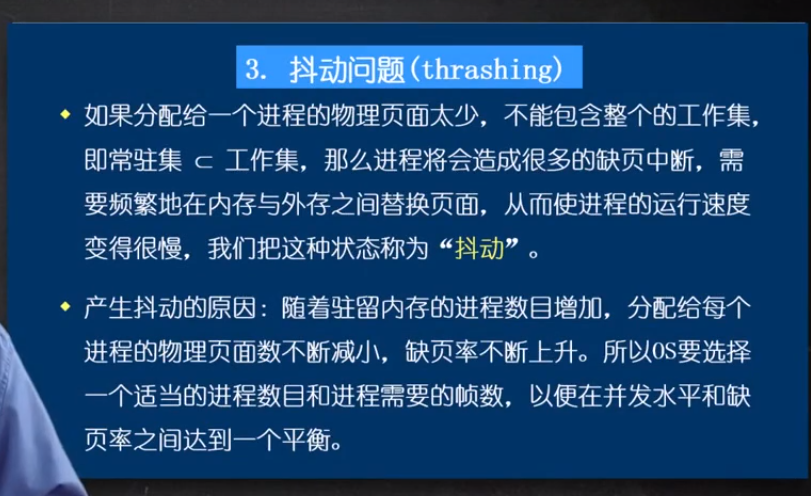 3. 抖动问题(thrashing)
如果分配给一个进程的物理页面太少，不能包含整个的工作集，
即常驻集 ⊂ 工作集，那么进程将会造成很多的缺页中断，需
要频繁地在内存与外存之间替换页面，从而使进程的运行速度
变得很慢，我们把这种状态称为“抖动”。
产生抖动的原因：随着驻留内存的进程数目增加，分配给每个
进程的物理页面数不断减小，缺页率不断上升。所以OS要选择
一个适当的进程数目和进程需要的帧数，以便在并发水平和缺
页率之间达到一个平衡。